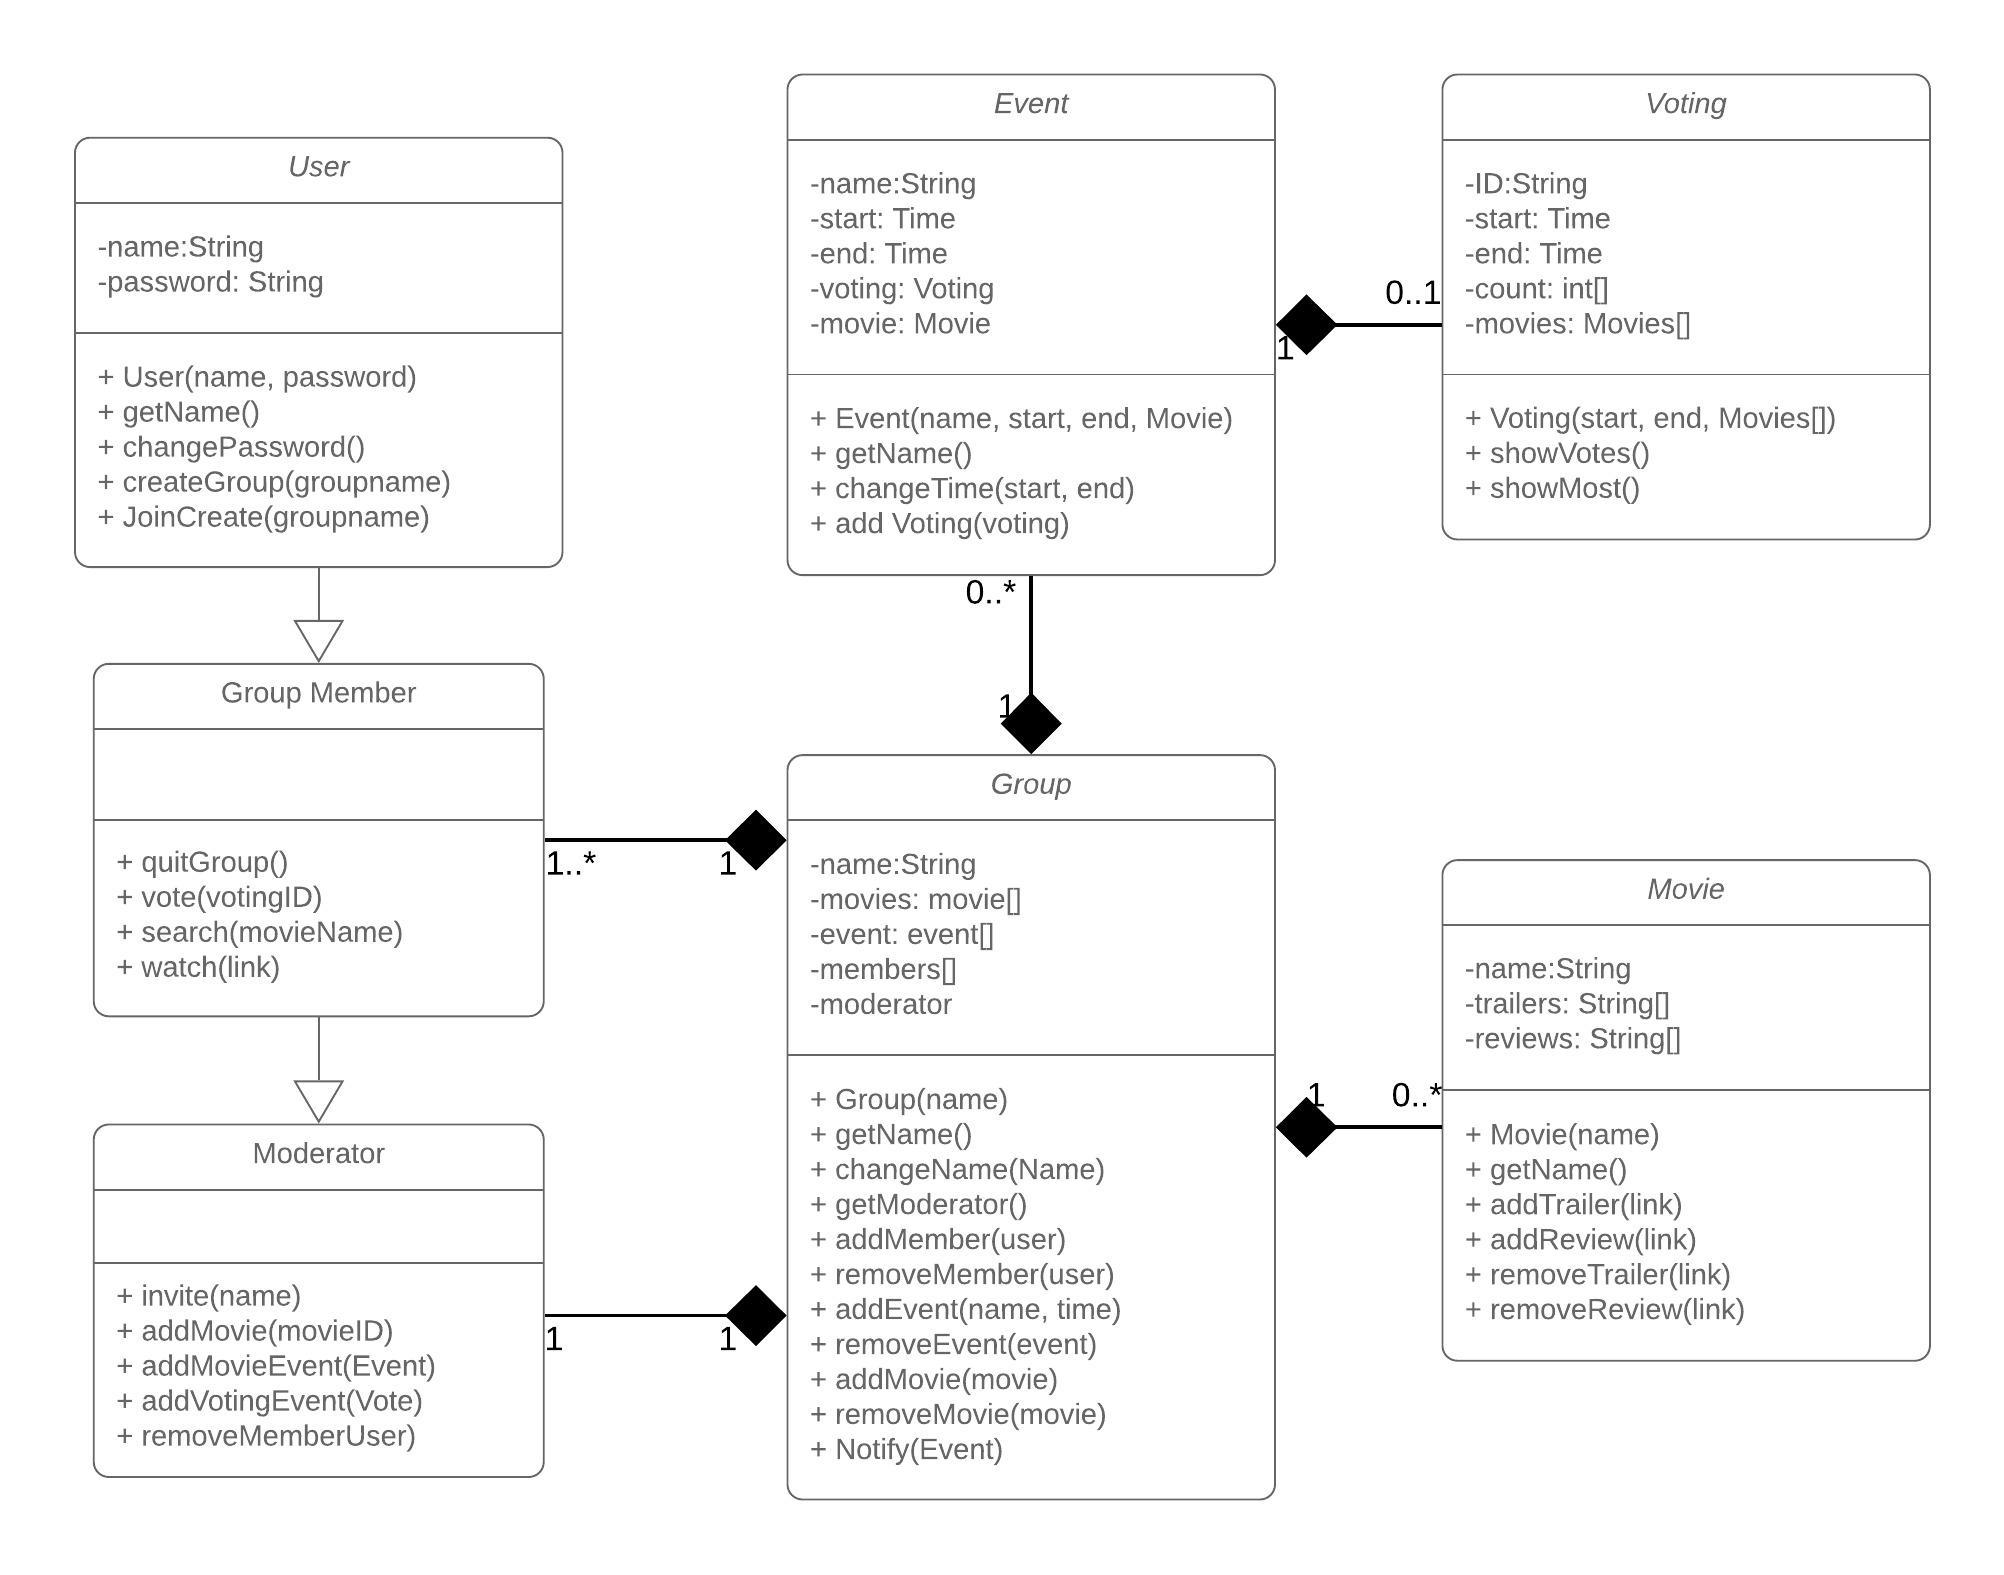 User
-name:String
-password: String
+ User(name, password)
+ getName()
+ changePassword()
+ createGroup(groupname)
+ JoinCreate(groupname)
Group Member
+ quitGroup()
+ vote(votingID)
+ search(movieName)
+ watch(link)
1..*
1
Moderator
+ invite(name)
+ addMovie(movieID)
+ addMovieEvent(Event)
+ addVotingEvent(Vote)
+ removeMemberUser)
1
1
Event
-name:String
-start: Time
-end: Time
-voting: Voting
-movie: Movie
+ Event(name, start, end, Movie)
+ getName()
+ changeTime(start, end)
+ add Voting(voting)
0..*
1
Group
-name:String
-movies: movie[]
-event: event[]
-members[]
-moderator
+ Group(name)
+ getName()
+ changeName(Name)
+ getModerator()
+ addMember(user)
+ removeMember(user)
+ addEvent(name, time)
+ removeEvent(event)
+ addMovie(movie)
+ removeMovie(movie)
+ Notify(Event)
0..1
1
Voting
-ID:String
-start: Time
-end: Time
-count: int[]
-movies: Movies[]
+ Voting(start, end, Movies[])
+ showVotes()
+ showMost()
1
0..*
Movie
-name:String
-trailers: String[]
-reviews: String[]
+ Movie(name)
+ getName()
+ addTrailer(link)
+ addReview(link)
+ removeTrailer(link)
+ removeReview(link)